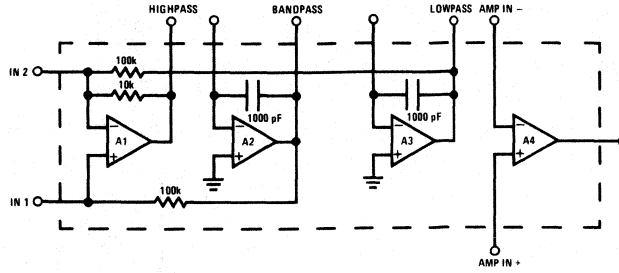 HIGHPASS BANDPASS LOWPASS AMP IN −
IN 2
100k
10k
1000 pF 1000 pF
− − − −
A1 A2 A3 A4
+ + + +
100k
IN 1
AMP IN +